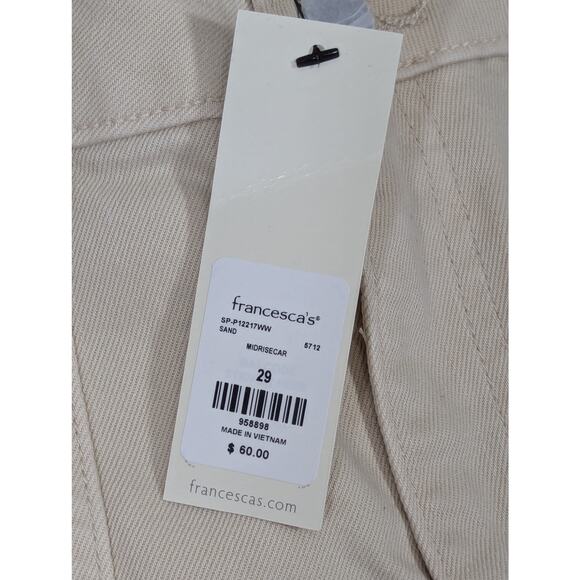 francesca's®
SP-P12217WW
SAND 5712
MIDRISECAR
29
958898
MADE IN VIETNAM
$ 60.00
francescas.com